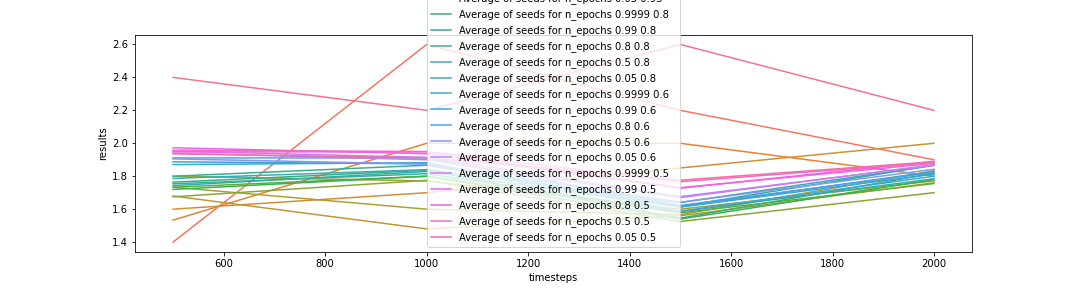 Average of seeds for n_epochs 0.9999 0.8
Average of seeds for n_epochs 0.99 0.8
Average of seeds for n_epochs 0.8 0.8
Average of seeds for n_epochs 0.5 0.8
Average of seeds for n_epochs 0.05 0.8
Average of seeds for n_epochs 0.9999 0.6
Average of seeds for n_epochs 0.99 0.6
Average of seeds for n_epochs 0.8 0.6
Average of seeds for n_epochs 0.5 0.6
Average of seeds for n_epochs 0.05 0.6
Average of seeds for n_epochs 0.9999 0.5
Average of seeds for n_epochs 0.99 0.5
Average of seeds for n_epochs 0.8 0.5
Average of seeds for n_epochs 0.5 0.5
Average of seeds for n_epochs 0.05 0.5
2.6
2.4
2.2
2.0
1.8
1.6
1.4
results
600 800 1000 1200 1400 1600 1800 2000
timesteps